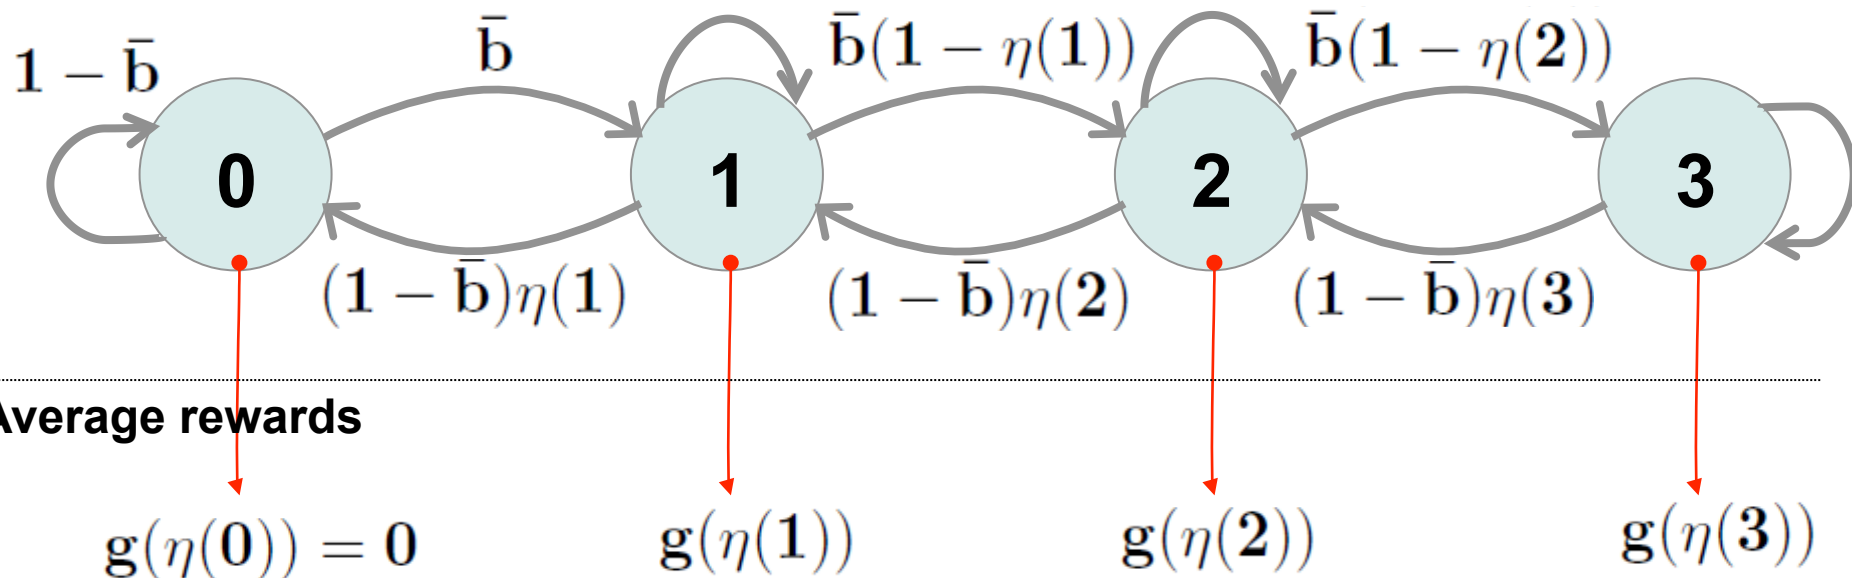 1 − b̄
b̄
b̄(1 − η(1))
b̄(1 − η(2))
0
1
2
3
(1 − b̄)η(1)
(1 − b̄)η(2)
(1 − b̄)η(3)
Average rewards
g(η(0)) = 0
g(η(1))
g(η(2))
g(η(3))